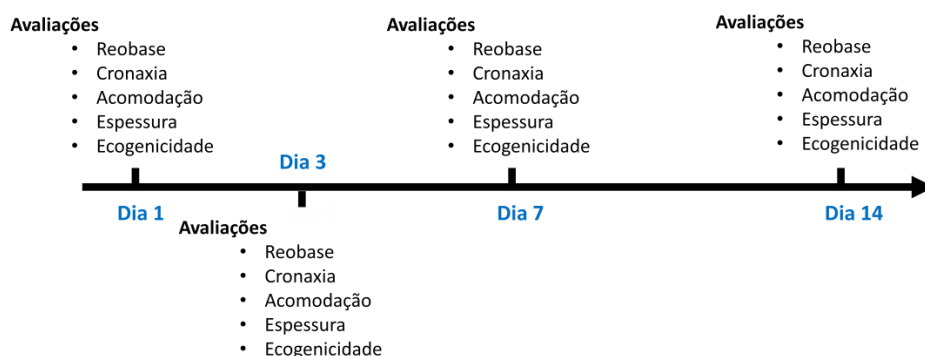 Avaliações
• Reobase
• Cronaxia
• Acomodação
• Espessura
• Ecogenicidade
Dia 1
Dia 3
Avaliações
• Reobase
• Cronaxia
• Acomodação
• Espessura
• Ecogenicidade
Avaliações
• Reobase
• Cronaxia
• Acomodação
• Espessura
• Ecogenicidade
Dia 7
Avaliações
• Reobase
• Cronaxia
• Acomodação
• Espessura
• Ecogenicidade
Dia 14